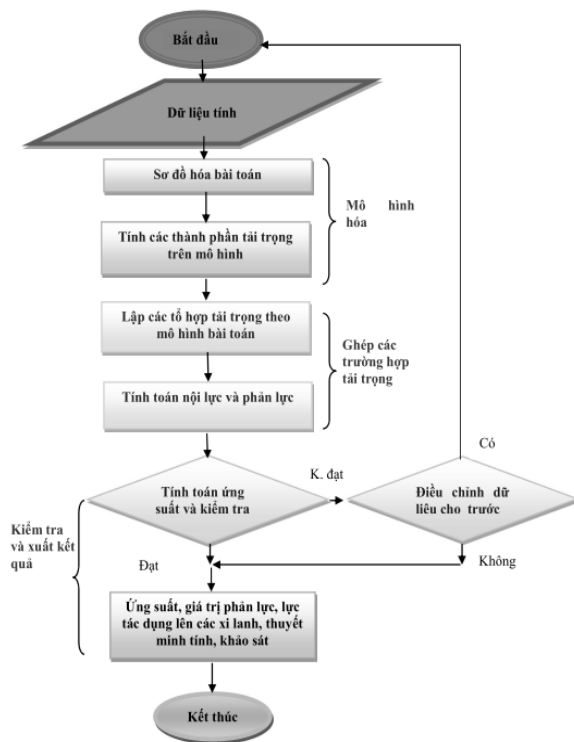 Bắt đầu
Dữ liệu tính
Sơ đồ hóa bài toán
Mô hình
hóa
Tính các thành phần tải trọng
trên mô hình
Lập các tổ hợp tải trọng theo
mô hình bài toán
Ghép các
trường hợp
tải trọng
Tính toán nội lực và phản lực
Có
K. đạt
Tính toán ứng
suất và kiểm tra
Điều chỉnh dữ
liêu cho trước
Kiểm tra
và xuất kết
quả
Đạt
Không
Ứng suất, giá trị phản lực, lực
tác dụng lên các xi lanh, thuyết
minh tính, khảo sát
Kết thúc